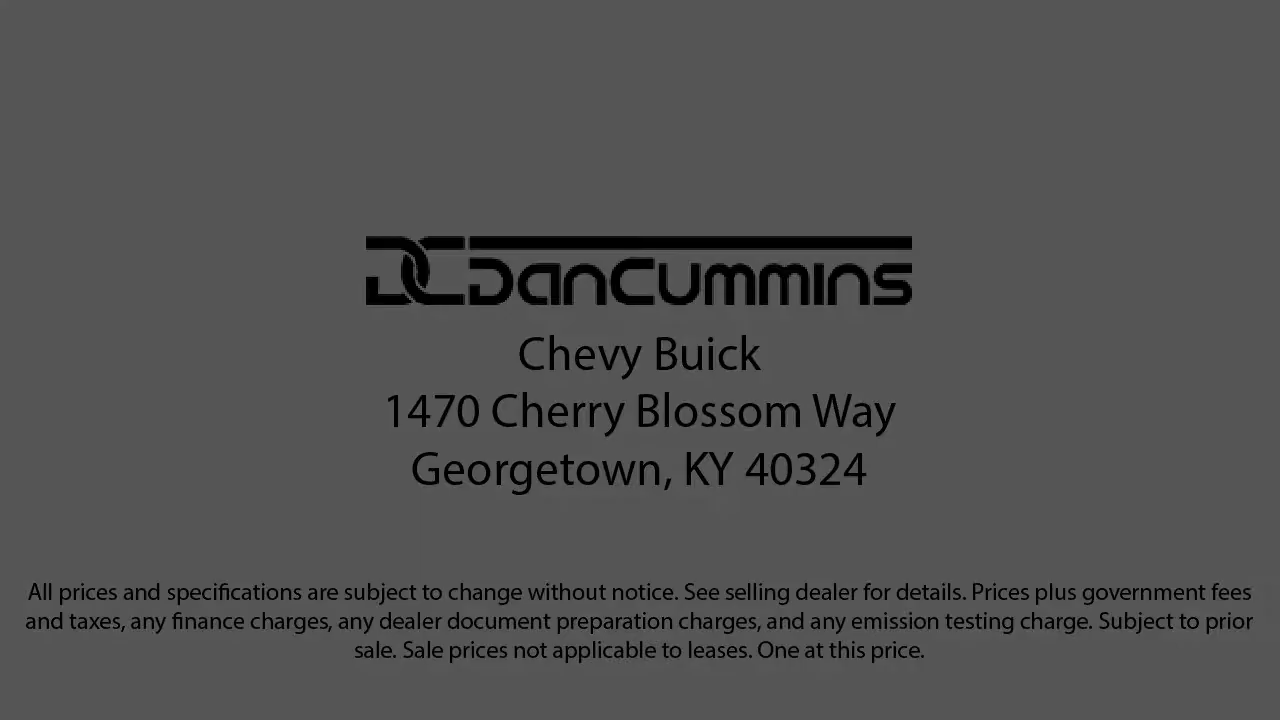 DC DanCummins
Chevy Buick
1470 Cherry Blossom Way
Georgetown, KY 40324
All prices and specifications are subject to change without notice. See selling dealer for details. Prices plus government fees
and taxes, any finance charges, any dealer document preparation charges, and any emission testing charge. Subject to prior
sale. Sale prices not applicable to leases. One at this price.